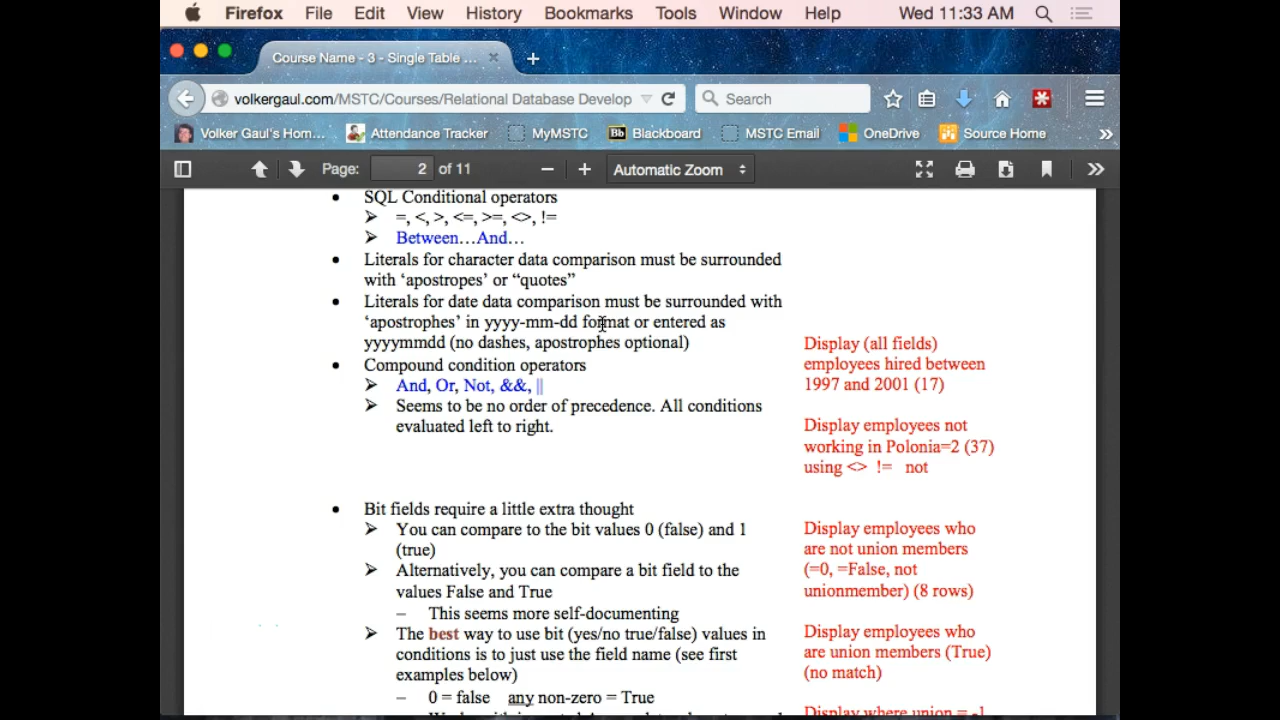 Firefox File Edit View History Bookmarks Tools Window Help Wed 11:33 AM
Course Name - 3 - Single Table ...
volkergaul.com/MSTC/Courses/Relational Database Develop Search
Volker Gaul's Hom... Attendance Tracker MyMSTC Bb Blackboard MSTC Email OneDrive Source Home
Page: 2 of 11 Automatic Zoom
• SQL Conditional operators
➢ =, <, >, <=, >=, <>, !=
➢ Between…And…
• Literals for character data comparison must be surrounded
with ‘apostropes’ or “quotes”
• Literals for date data comparison must be surrounded with
‘apostrophes’ in yyyy-mm-dd format or entered as
yyyymmdd (no dashes, apostrophes optional)
• Compound condition operators
➢ And, Or, Not, &&, ||
➢ Seems to be no order of precedence. All conditions
evaluated left to right.
Display (all fields)
employees hired between
1997 and 2001 (17)
Display employees not
working in Polonia=2 (37)
using <> != not
• Bit fields require a little extra thought
➢ You can compare to the bit values 0 (false) and 1
(true)
➢ Alternatively, you can compare a bit field to the
values False and True
– This seems more self-documenting
➢ The best way to use bit (yes/no true/false) values in
conditions is to just use the field name (see first
examples below)
– 0 = false any non-zero = True
Display employees who
are not union members
(=0, =False, not
unionmember) (8 rows)
Display employees who
are union members (True)
(no match)
Display where union = -1